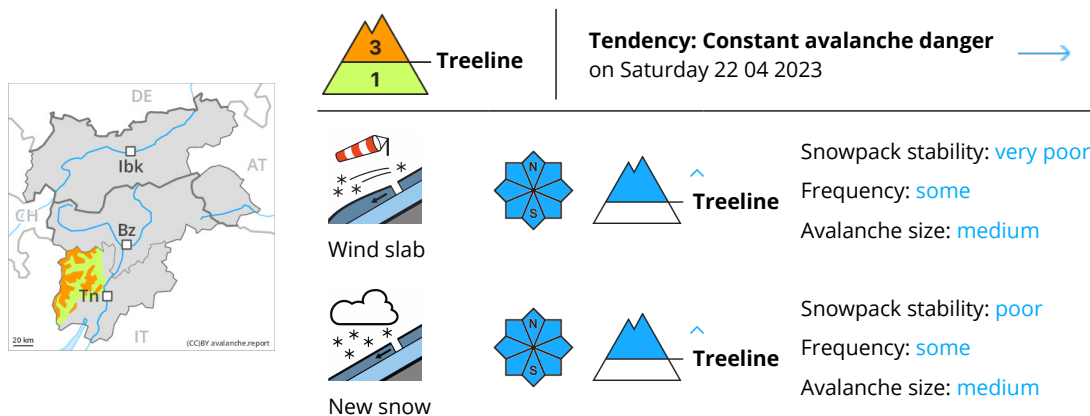 3
1
Treeline
Tendency: Constant avalanche danger
on Saturday 22 04 2023
DE
Ibk
AT
CH
Bz
Tn
IT
20 km
(CC)BY avalanche.report
N
S
Treeline
Snowpack stability: very poor
Frequency: some
Avalanche size: medium
Wind slab
N
S
Treeline
Snowpack stability: poor
Frequency: some
Avalanche size: medium
New snow